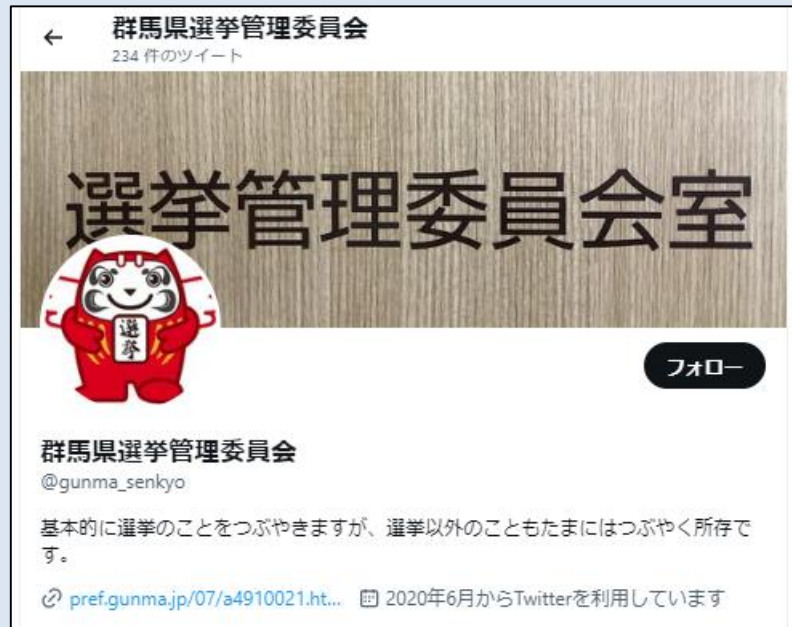 群馬県選挙管理委員会
234 件のツイート
選挙管理委員会室
選挙
フォロー
群馬県選挙管理委員会
@gunma_senkyo
基本的に選挙のことをつぶやきますが、選挙以外のこともたまにはつぶやく所存で
す。
pref.gunma.jp/07/a4910021.ht... 2020年6月からTwitterを利用しています